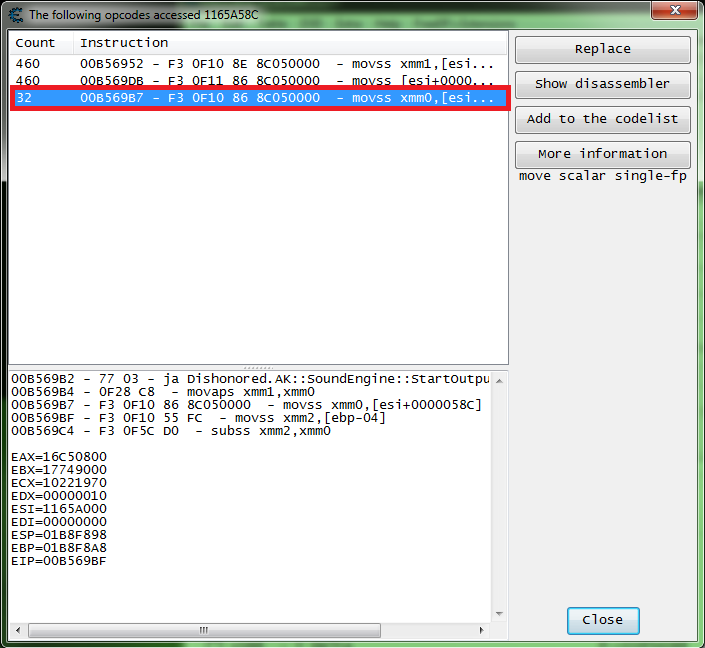 The following opcodes accessed 1165A58C
Count Instruction
460 00B56952 - F3 0F10 8E 8C050000 - movss xmm1,[esi...
460 00B569DB - F3 0F11 86 8C050000 - movss [esi+0000...
32 00B569B7 - F3 0F10 86 8C050000 - movss xmm0,[esi...
Replace
Show disassembler
Add to the codelist
More information
move scalar single-fp
00B569B2 - 77 03 - ja Dishonored.AK::SoundEngine::StartOutpu
00B569B4 - 0F28 C8 - movaps xmm1,xmm0
00B569B7 - F3 0F10 86 8C050000 - movss xmm0,[esi+0000058C]
00B569BF - F3 0F10 55 FC - movss xmm2,[ebp-04]
00B569C4 - F3 0F5C D0 - subss xmm2,xmm0
EAX=16C50800
EBX=17749000
ECX=10221970
EDX=00000010
ESI=1165A000
EDI=00000000
ESP=01B8F898
EBP=01B8F8A8
EIP=00B569BF
Close